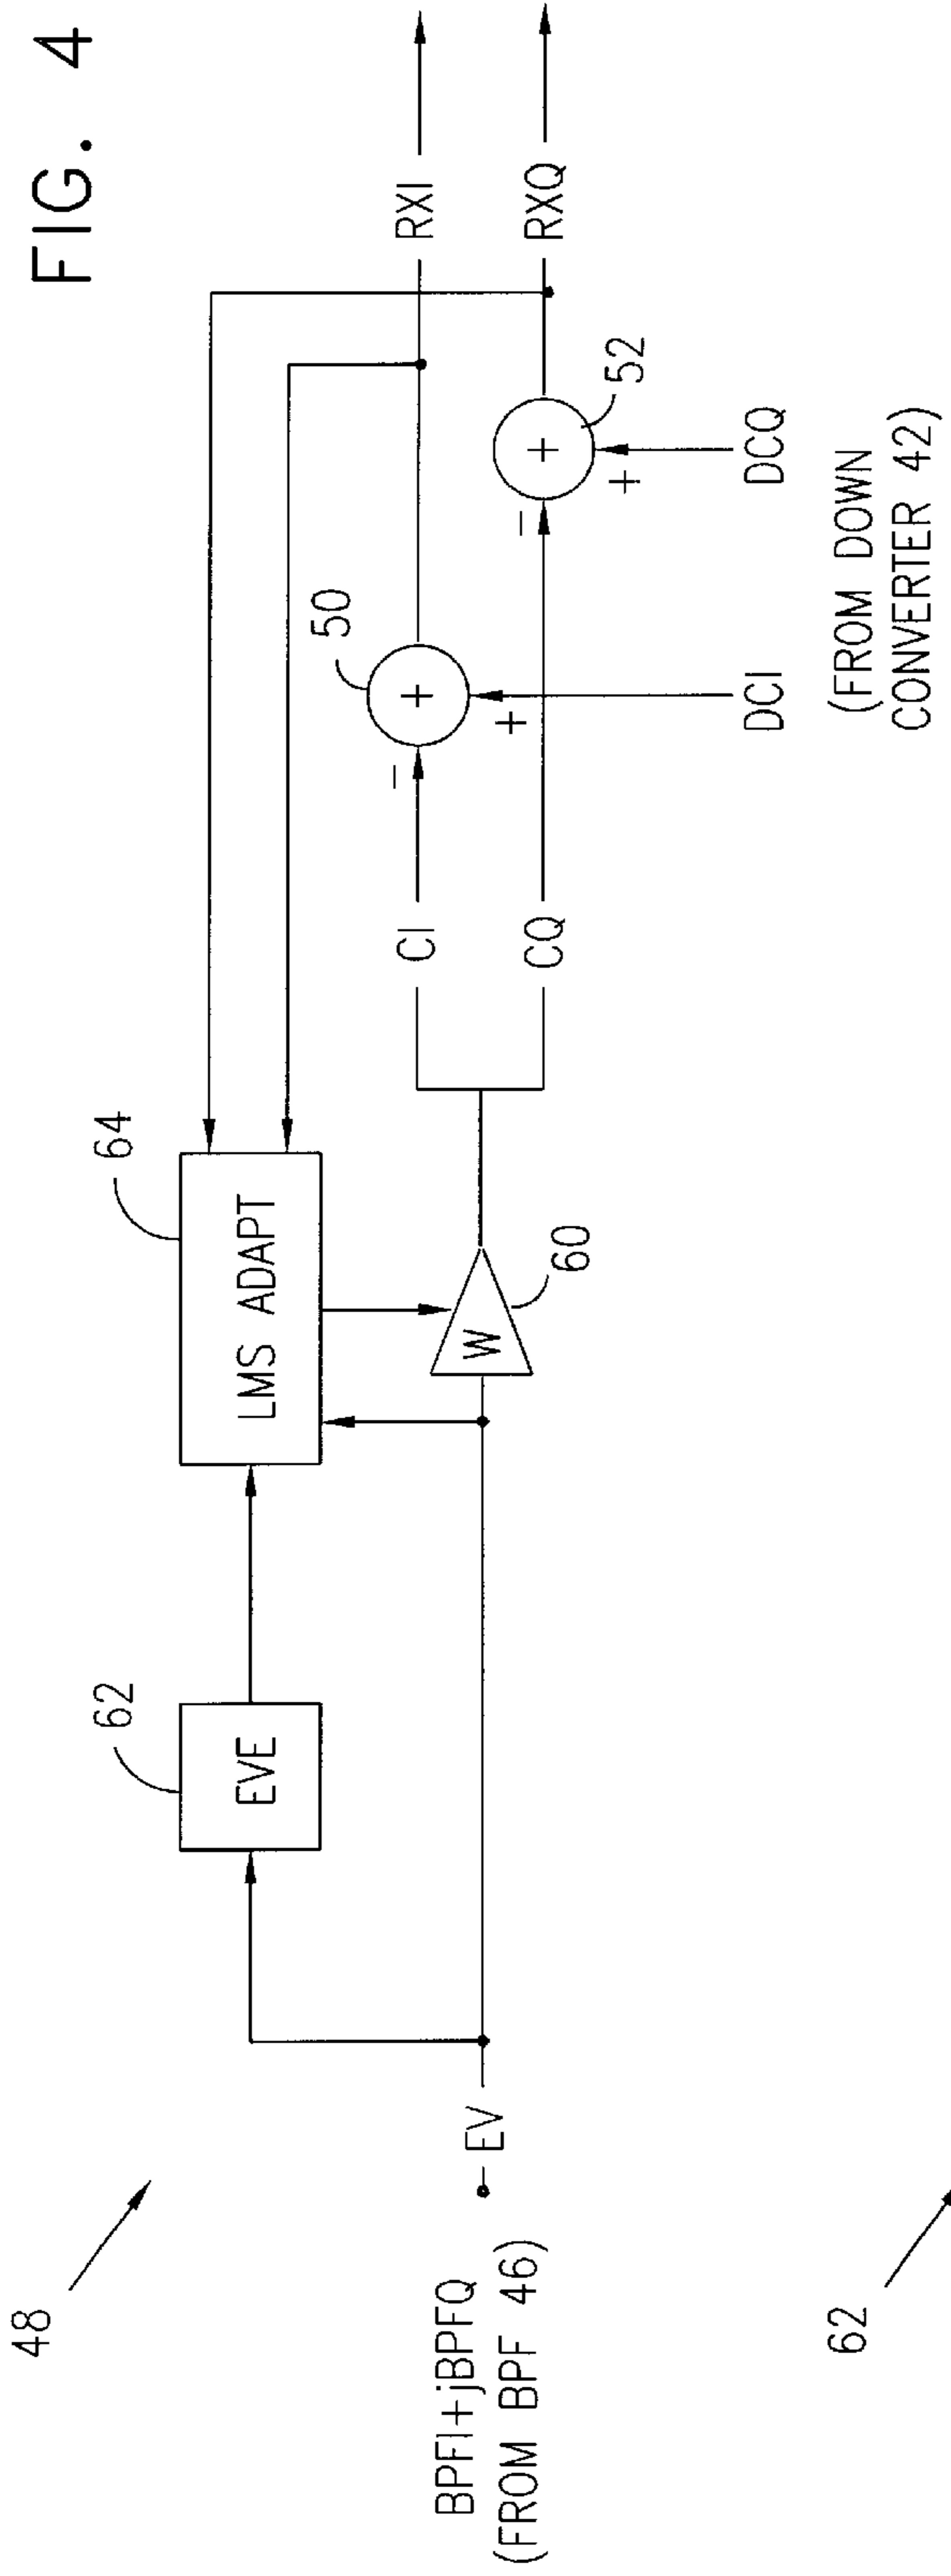 FIG. 4
48
62
64
EVE
LMS ADAPT
50
BPFI+jBPFQ
(FROM BPF 46)
EV
W
60
CI
CQ
-
+
+
RXI
RXQ
-
+
+
52
DCI
DCQ
(FROM DOWN
CONVERTER 42)
62